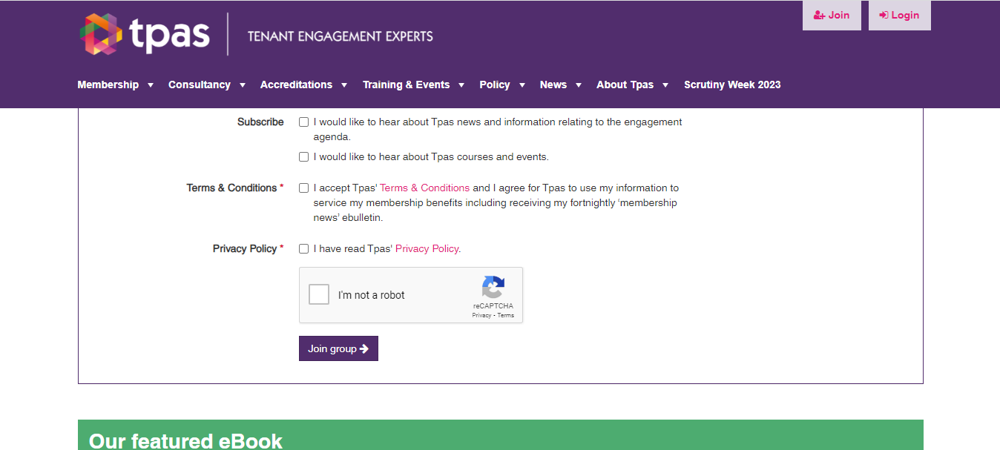 Join
Login
tpas
TENANT ENGAGEMENT EXPERTS
Membership Consultancy Accreditations Training & Events Policy News About Tpas Scrutiny Week 2023
Subscribe I would like to hear about Tpas news and information relating to the engagement
agenda.
I would like to hear about Tpas courses and events.
Terms & Conditions * I accept Tpas' Terms & Conditions and I agree for Tpas to use my information to
service my membership benefits including receiving my fortnightly ‘membership
news’ ebulletin.
Privacy Policy * I have read Tpas' Privacy Policy.
I'm not a robot
reCAPTCHA
Privacy - Terms
Join group
Our featured eBook